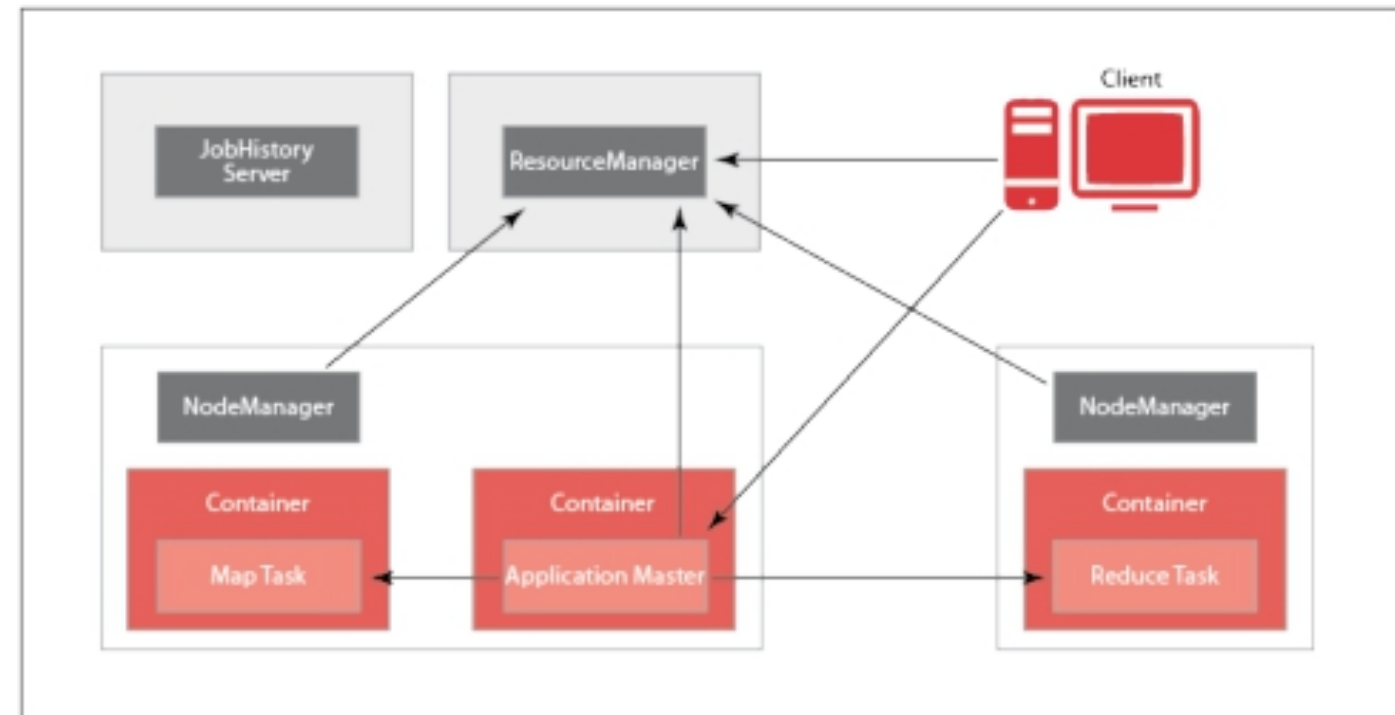 Client
JobHistory
Server
ResourceManager
NodeManager
NodeManager
Container
Container
Container
Map Task
Application Master
Reduce Task